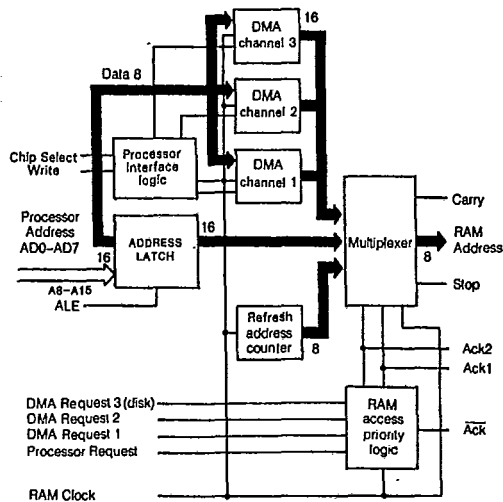 DMA
channel 3
16
Data 8
DMA
channel 2
Chip Select
Write
Processor
Interface
logic
DMA
channel 1
Processor
Address
AD0-AD7
16
A8-A15
ALE
ADDRESS
LATCH
16
Multiplexer
Carry
RAM
Address
8
Stop
Refresh
address
counter
8
Ack2
Ack1
DMA Request 3 (disk)
DMA Request 2
DMA Request 1
Processor Request
RAM
access
priority
logic
Ack
RAM Clock